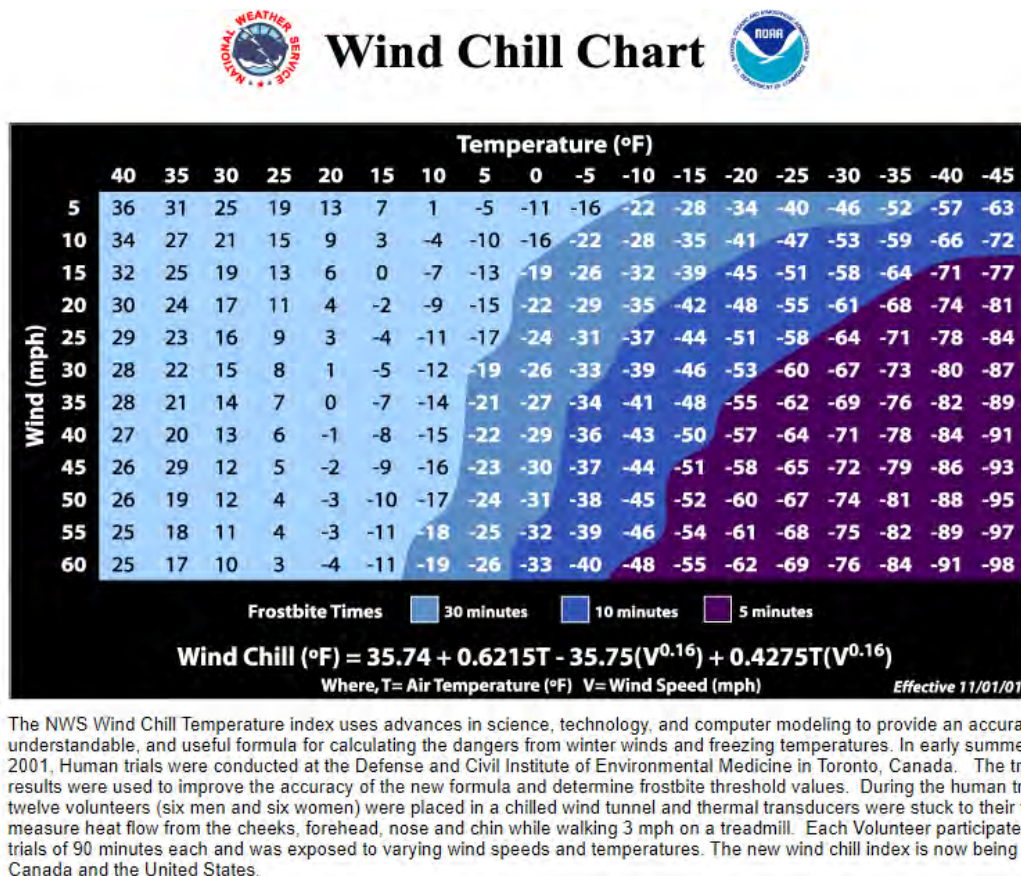 NATIONAL WEATHER SERVICE
Wind Chill Chart
NOAA
Temperature (ºF)
40 35 30 25 20 15 10 5 0 -5 -10 -15 -20 -25 -30 -35 -40 -45
Wind (mph)
5 36 31 25 19 13 7 1 -5 -11 -16 -22 -28 -34 -40 -46 -52 -57 -63
10 34 27 21 15 9 3 -4 -10 -16 -22 -28 -35 -41 -47 -53 -59 -66 -72
15 32 25 19 13 6 0 -7 -13 -19 -26 -32 -39 -45 -51 -58 -64 -71 -77
20 30 24 17 11 4 -2 -9 -15 -22 -29 -35 -42 -48 -55 -61 -68 -74 -81
25 29 23 16 9 3 -4 -11 -17 -24 -31 -37 -44 -51 -58 -64 -71 -78 -84
30 28 22 15 8 1 -5 -12 -19 -26 -33 -39 -46 -53 -60 -67 -73 -80 -87
35 28 21 14 7 0 -7 -14 -21 -27 -34 -41 -48 -55 -62 -69 -76 -82 -89
40 27 20 13 6 -1 -8 -15 -22 -29 -36 -43 -50 -57 -64 -71 -78 -84 -91
45 26 29 12 5 -2 -9 -16 -23 -30 -37 -44 -51 -58 -65 -72 -79 -86 -93
50 26 19 12 4 -3 -10 -17 -24 -31 -38 -45 -52 -60 -67 -74 -81 -88 -95
55 25 18 11 4 -3 -11 -18 -25 -32 -39 -46 -54 -61 -68 -75 -82 -89 -97
60 25 17 10 3 -4 -11 -19 -26 -33 -40 -48 -55 -62 -69 -76 -84 -91 -98
Frostbite Times 30 minutes 10 minutes 5 minutes
Wind Chill (ºF) = 35.74 + 0.6215T - 35.75(V0.16) + 0.4275T(V0.16)
Where, T= Air Temperature (ºF) V= Wind Speed (mph) Effective 11/01/01
The NWS Wind Chill Temperature index uses advances in science, technology, and computer modeling to provide an accura
understandable, and useful formula for calculating the dangers from winter winds and freezing temperatures. In early summe
2001, Human trials were conducted at the Defense and Civil Institute of Environmental Medicine in Toronto, Canada. The tr
results were used to improve the accuracy of the new formula and determine frostbite threshold values. During the human tr
twelve volunteers (six men and six women) were placed in a chilled wind tunnel and thermal transducers were stuck to their
measure heat flow from the cheeks, forehead, nose and chin while walking 3 mph on a treadmill. Each Volunteer participate
trials of 90 minutes each and was exposed to varying wind speeds and temperatures. The new wind chill index is now being
Canada and the United States.